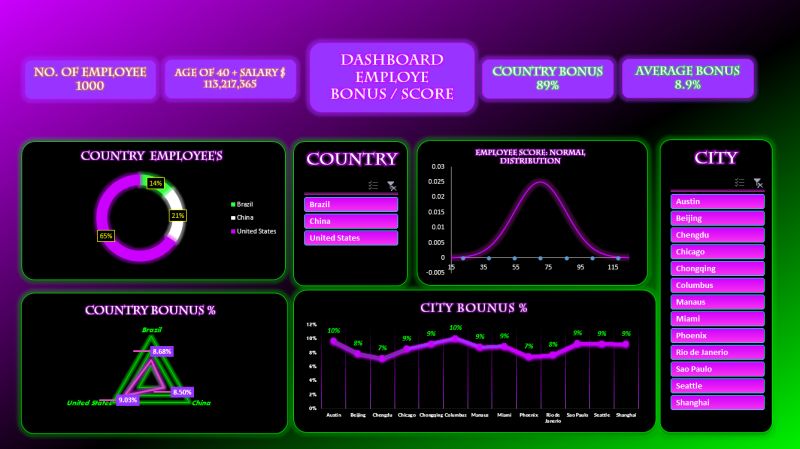 NO. OF EMPLOYEE
1000
AGE OF 40 + SALARY $
113,217,365
DASHBOARD
EMPLOYE
BONUS / SCORE
COUNTRY BONUS
89%
AVERAGE BONUS
8.9%
COUNTRY EMPLOYEE'S
14%
21%
65%
Brazil
China
United States
COUNTRY
Brazil
China
United States
EMPLOYEE SCORE: NORMAL
DISTRIBUTION
0.03
0.025
0.02
0.015
0.01
0.005
0
-0.005
15 35 55 75 95 115
CITY
Austin
Beijing
Chengdu
Chicago
Chongqing
Columbus
Manaus
Miami
Phoenix
Rio de Janerio
Sao Paulo
Seattle
Shanghai
COUNTRY BOUNUS %
Brazil
8.68%
8.50%
9.03%
United States
China
CITY BOUNUS %
12%
10%
8%
6%
4%
2%
0%
10% 8% 7% 9% 9% 10% 9% 9% 7% 8% 9% 9% 9%
Austin Beijing Chengdu Chicago Chongqing Columbus Manaus Miami Phoenix Rio de Janerio Sao Paulo Seattle Shanghai